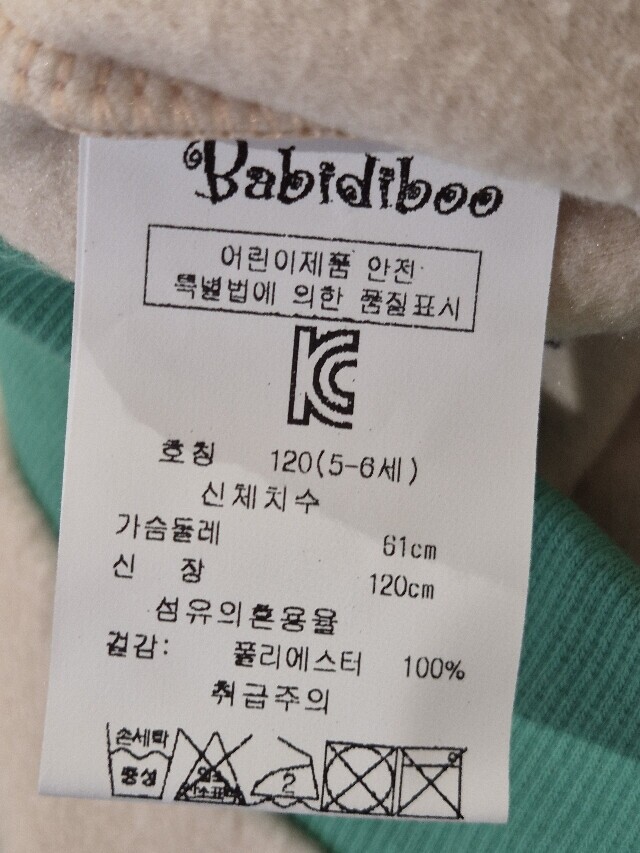 Babidiboo
어린이제품 안전
특별법에 의한 품질표시
KC
호칭 120(5-6세)
신체치수
가슴둘레 61cm
신 장 120cm
섬유의혼용율
겉감: 폴리에스터 100%
취급주의
손세탁
중성
2